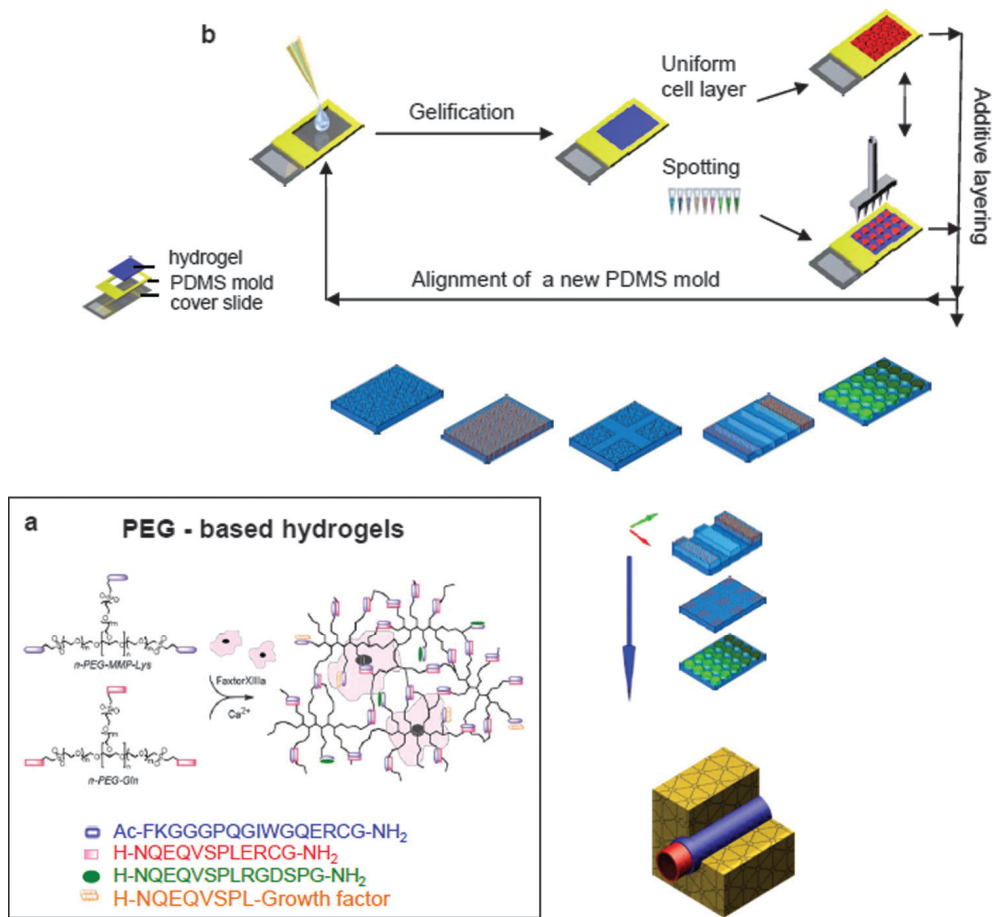 b
Gelification
Uniform
cell layer
Spotting
Additive layering
hydrogel
PDMS mold
cover slide
Alignment of a new PDMS mold
a
PEG - based hydrogels
n-PEG-MMP-Lys
FaxtorXIIIa
Ca2+
n-PEG-Gln
Ac-FKGGGPQGIWGQERCG-NH2
H-NQEQVSPLERCG-NH2
H-NQEQVSPLRGDSPG-NH2
H-NQEQVSPL-Growth factor